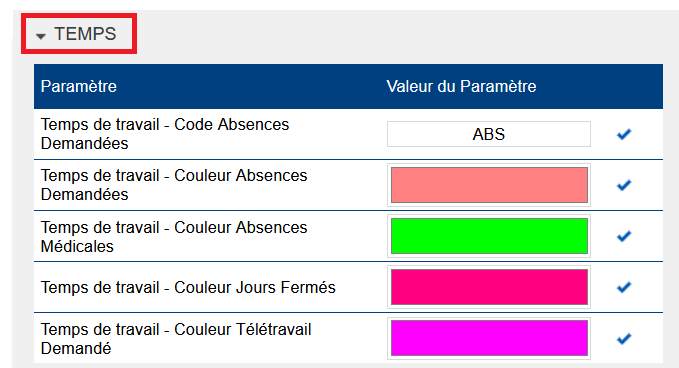 TEMPS
Paramètre Valeur du Paramètre
Temps de travail - Code Absences
Demandées
ABS
Temps de travail - Couleur Absences
Demandées
Temps de travail - Couleur Absences
Médicales
Temps de travail - Couleur Jours Fermés
Temps de travail - Couleur Télétravail
Demandé